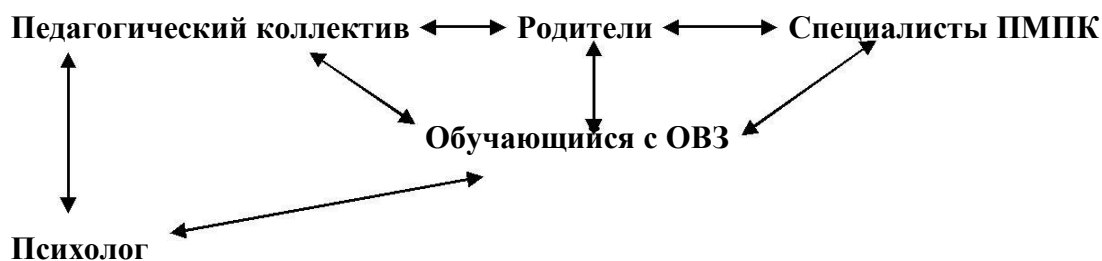 Педагогический коллектив Родители Специалисты ПМПК
Обучающийся с ОВЗ
Психолог